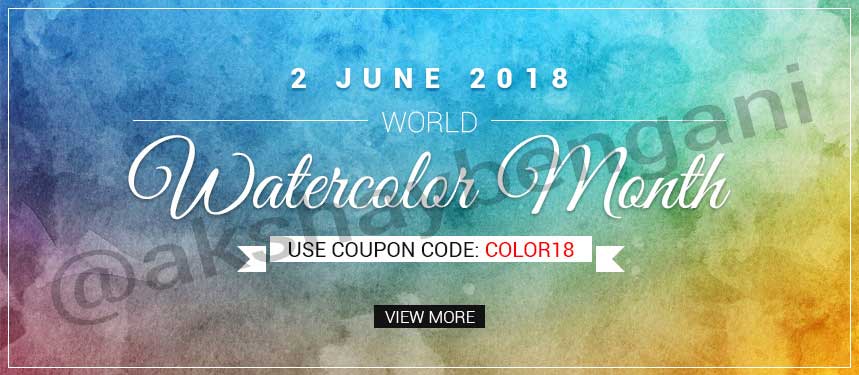 2 JUNE 2018
WORLD
Watercolor Month
USE COUPON CODE: COLOR18
VIEW MORE
@akshaybengani